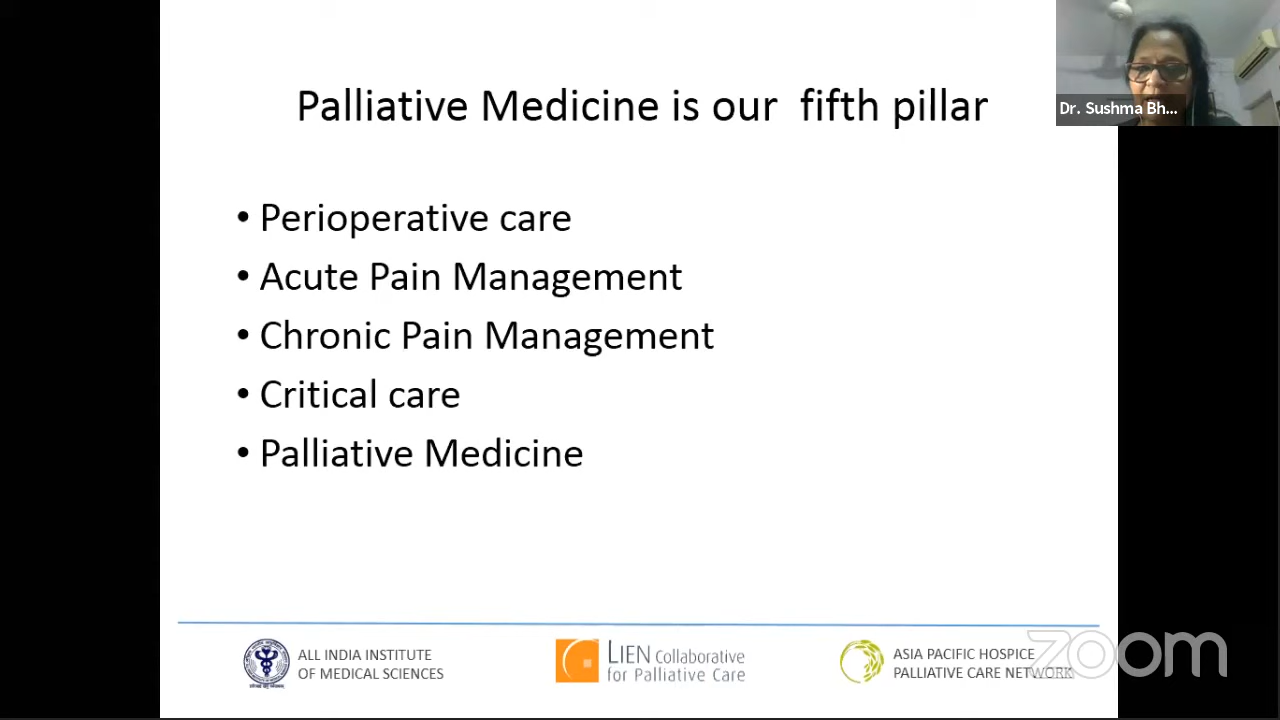 Palliative Medicine is our fifth pillar
Dr. Sushma Bh...
• Perioperative care
• Acute Pain Management
• Chronic Pain Management
• Critical care
• Palliative Medicine
ALL INDIA INSTITUTE
OF MEDICAL SCIENCES
LIEN Collaborative
for Palliative Care
ASIA PACIFIC HOSPICE
PALLIATIVE CARE NETWORK
zoom